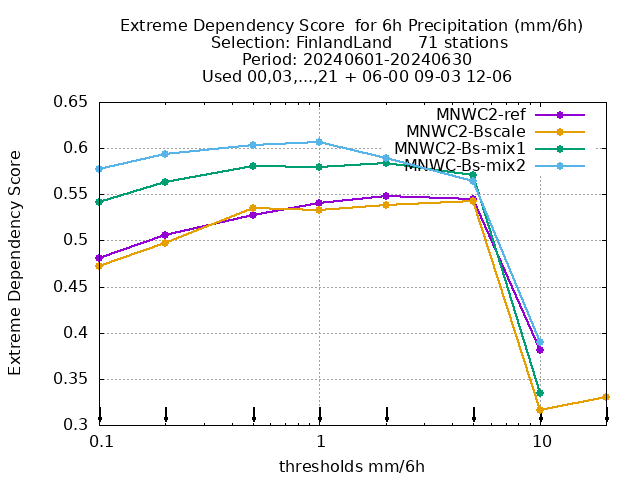 Extreme Dependency Score  for 6h Precipitation (mm/6h)
Selection: FinlandLand     71 stations
Period: 20240601-20240630
Used 00,03,...,21 + 06-00 09-03 12-06
MNWC2-ref
MNWC2-Bscale
MNWC2-Bs-mix1
MNWC-Bs-mix2
Extreme Dependency Score
0.65
0.6
0.55
0.5
0.45
0.4
0.35
0.3
0.1
1
10
thresholds mm/6h